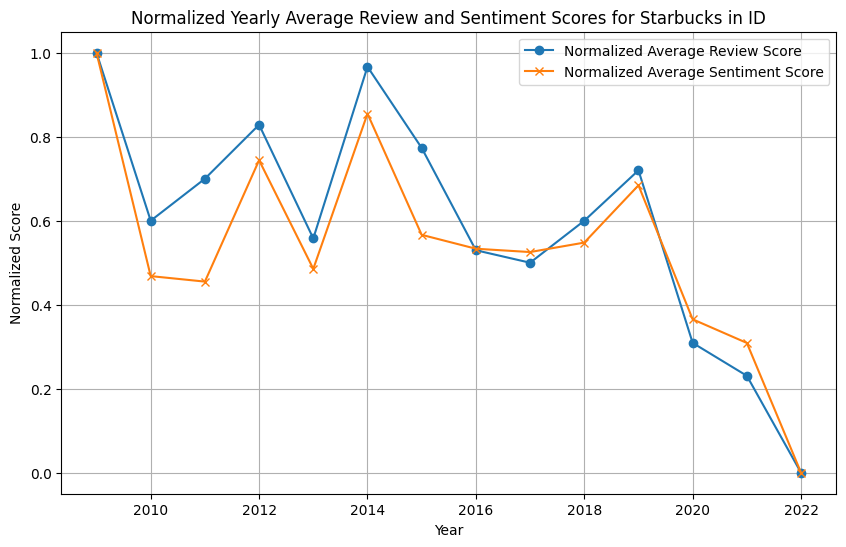 Normalized Yearly Average Review and Sentiment Scores for Starbucks in ID
Normalized Average Review Score
Normalized Average Sentiment Score
Normalized Score
1.0
0.8
0.6
0.4
0.2
0.0
2010 2012 2014 2016 2018 2020 2022
Year